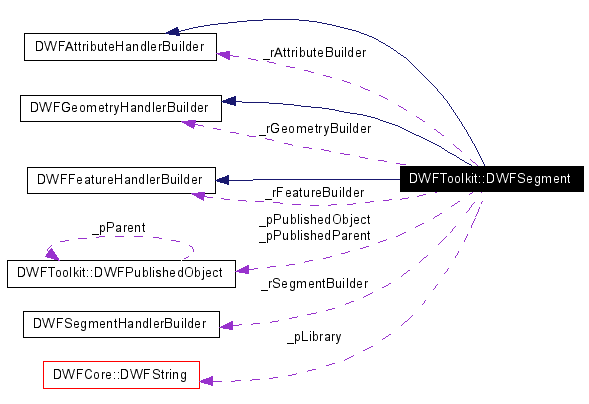 DWFAttributeHandlerBuilder
_rAttributeBuilder
DWFGeometryHandlerBuilder
_rGeometryBuilder
DWFFeatureHandlerBuilder
DWFToolkit::DWFSegment
_rFeatureBuilder
_pPublishedObject
_pPublishedParent
_pParent
DWFToolkit::DWFPublishedObject
_rSegmentBuilder
DWFSegmentHandlerBuilder
_pLibrary
DWFCore::DWFString